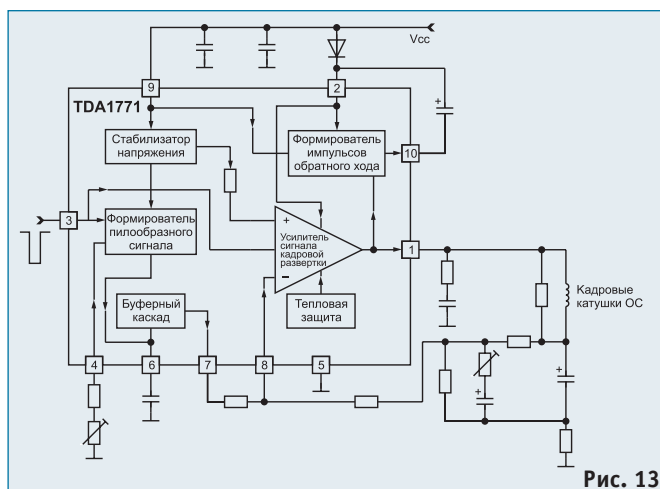 Vcc
9
2
TDA1771
+
Стабилизатор
напряжения
Формирователь
импульсов
обратного хода
10
3
Формирователь
пилообразного
сигнала
+
Усилитель
сигнала
кадровой
развертки
−
1
Кадровые
катушки ОС
Буферный
каскад
Тепловая
защита
4
6
7
8
5
+
+
Рис. 13